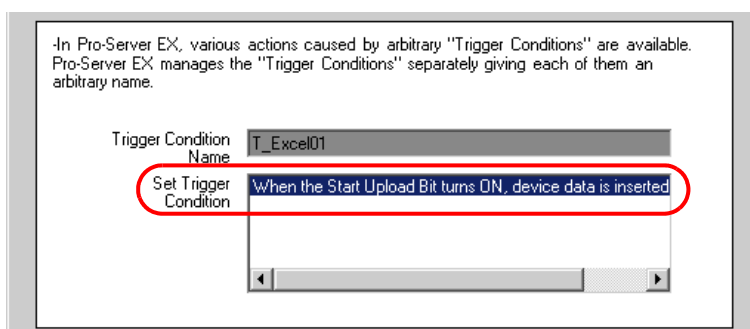 -In Pro-Server EX, various actions caused by arbitrary "Trigger Conditions" are available.
Pro-Server EX manages the "Trigger Conditions" separately giving each of them an
arbitrary name.
Trigger Condition
Name
T_Excel01
Set Trigger
Condition
When the Start Upload Bit turns ON, device data is inserted